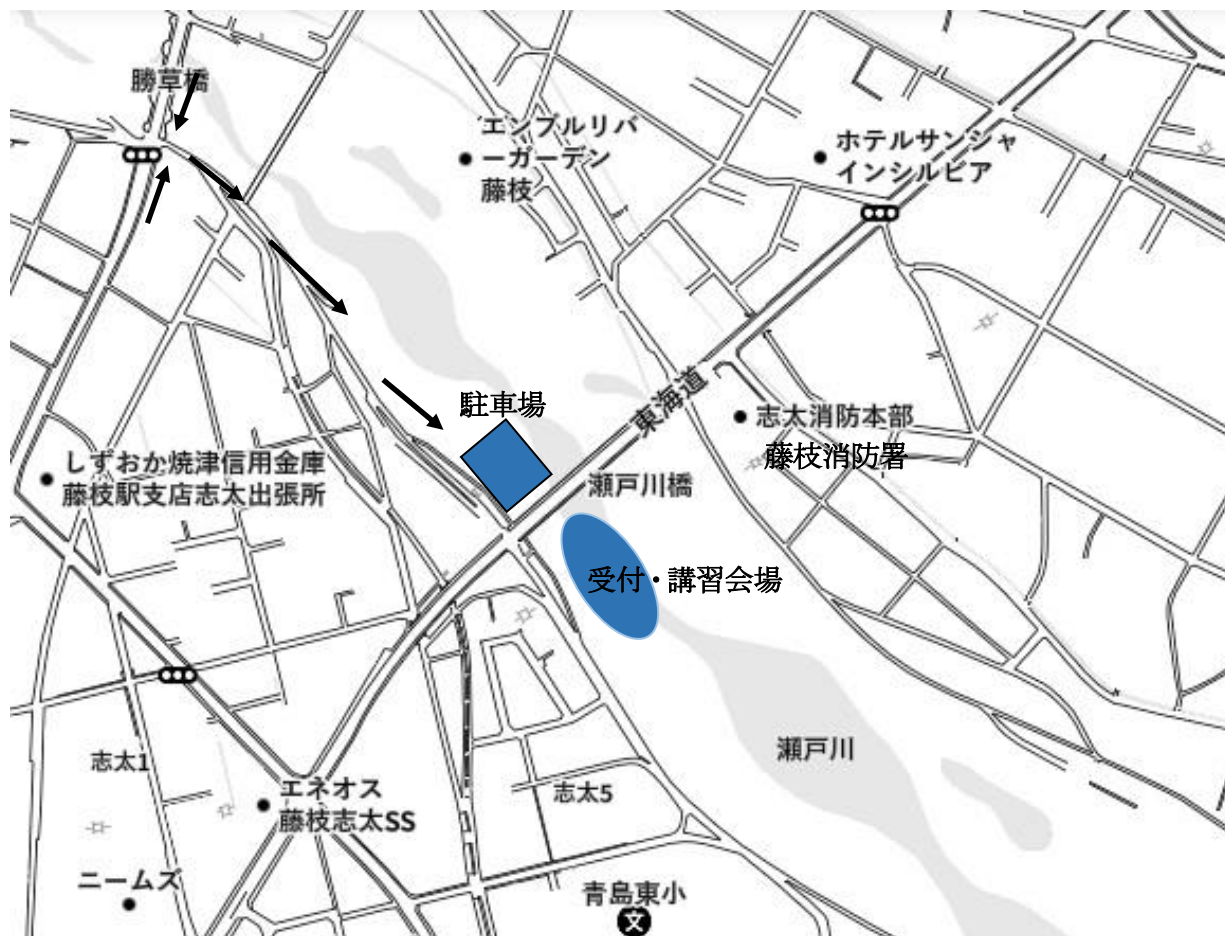 勝草橋
エンブルリバ
ーガーデン
藤枝
ホテルサンシャ
インシルビア
東海道
駐車場
志太消防本部
藤枝消防署
しずおか焼津信用金庫
藤枝駅支店志太出張所
瀬戸川橋
受付・講習会場
志太1
瀬戸川
エネオス
藤枝志太SS
志太5
ニームズ
青島東小
文